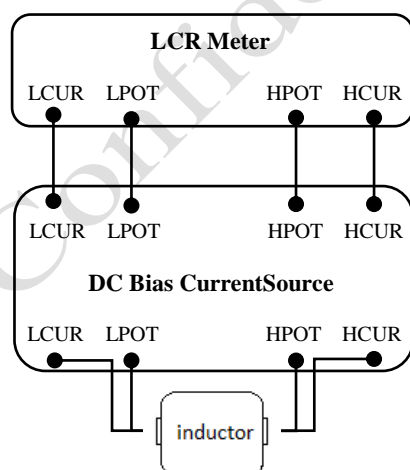 LCR Meter
LCUR LPOT HPOT HCUR
LCUR LPOT HPOT HCUR
DC Bias CurrentSource
LCUR LPOT HPOT HCUR
inductor